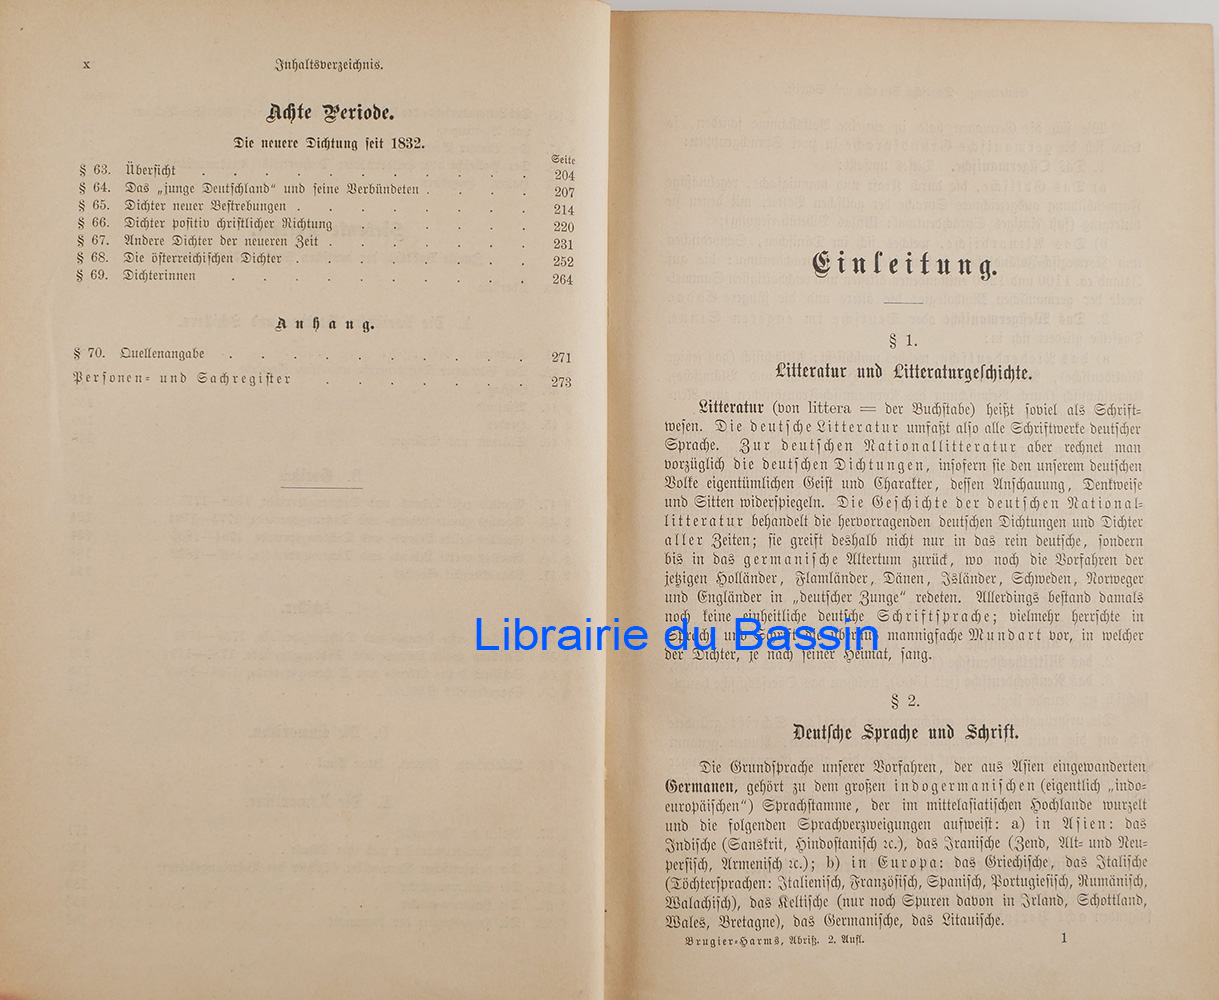 x Inhaltsverzeichnis.
Achte Periode.
Die neuere Dichtung seit 1832.
Seite
§ 63. Übersicht . . . . . . . . . . 204
§ 64. Das „junge Deutschland" und seine Verbündeten . . . . 207
§ 65. Dichter neuer Bestrebungen . . . . . . . . 214
§ 66. Dichter positiv christlicher Richtung . . . . . . 220
§ 67. Andere Dichter der neueren Zeit . . . . . . . 231
§ 68. Die österreichischen Dichter . . . . . . . . 252
§ 69. Dichterinnen . . . . . . . . . . 264
Anhang.
§ 70. Quellenangabe . . . . . . . . . . 271
Personen- und Sachregister . . . . . . . 273
Einleitung.
§ 1.
Litteratur und Litteraturgeschichte.
Litteratur (von littera = der Buchstabe) heißt soviel als Schrift-
wesen. Die deutsche Litteratur umfaßt also alle Schriftwerke deutscher
Sprache. Zur deutschen Nationallitteratur aber rechnet man
vorzüglich die deutschen Dichtungen, insofern sie den unserem deutschen
Volke eigentümlichen Geist und Charakter, dessen Anschauung, Denkweise
und Sitten widerspiegeln. Die Geschichte der deutschen National-
litteratur behandelt die hervorragenden deutschen Dichtungen und Dichter
aller Zeiten; sie greift deshalb nicht nur in das rein deutsche, sondern
bis in das germanische Altertum zurück, wo noch die Vorfahren der
jetzigen Holländer, Flamländer, Dänen, Isländer, Schweden, Norweger
und Engländer in „deutscher Zunge" redeten. Allerdings bestand damals
noch keine einheitliche deutsche Schriftsprache; vielmehr herrschte in
Sprache und Schrift die überaus mannigfache Mundart vor, in welcher
der Dichter, je nach seiner Heimat, sang.
Librairie du Bassin
§ 2.
Deutsche Sprache und Schrift.
Die Grundsprache unserer Vorfahren, der aus Asien eingewanderten
Germanen, gehört zu dem großen indogermanischen (eigentlich „indo-
europäischen") Sprachstamme, der im mittelasiatischen Hochlande wurzelt
und die folgenden Sprachverzweigungen aufweist: a) in Asien: das
Indische (Sanskrit, Hindostanisch ꝛc.), das Iranische (Zend, Alt- und Neu-
persisch, Armenisch ꝛc.); b) in Europa: das Griechische, das Italische
(Töchtersprachen: Italienisch, Französisch, Spanisch, Portugiesisch, Rumänisch,
Walachisch), das Keltische (nur noch Spuren davon in Irland, Schottland,
Wales, Bretagne), das Germanische, das Litauische.
Brugier-Harms, Abriß. 2. Aufl. 1